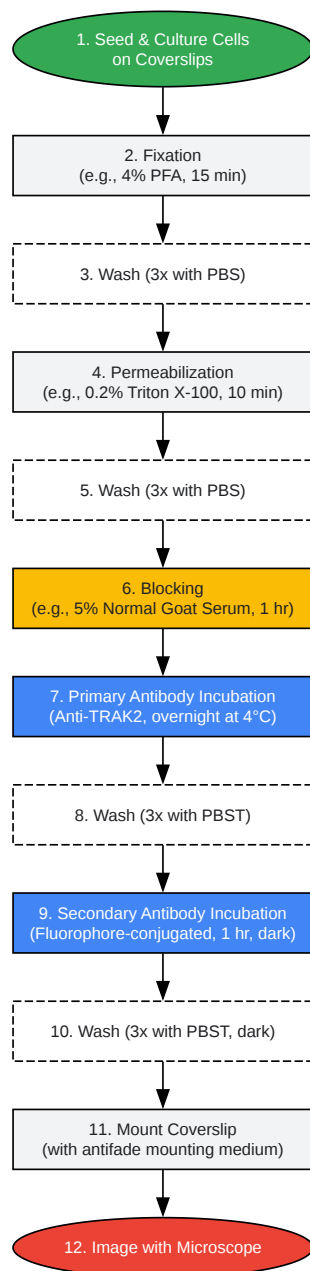 1. Seed & Culture Cells
on Coverslips
2. Fixation
(e.g., 4% PFA, 15 min)
3. Wash (3x with PBS)
4. Permeabilization
(e.g., 0.2% Triton X-100, 10 min)
5. Wash (3x with PBS)
6. Blocking
(e.g., 5% Normal Goat Serum, 1 hr)
7. Primary Antibody Incubation
(Anti-TRAK2, overnight at 4°C)
8. Wash (3x with PBST)
9. Secondary Antibody Incubation
(Fluorophore-conjugated, 1 hr, dark)
10. Wash (3x with PBST, dark)
11. Mount Coverslip
(with antifade mounting medium)
12. Image with Microscope